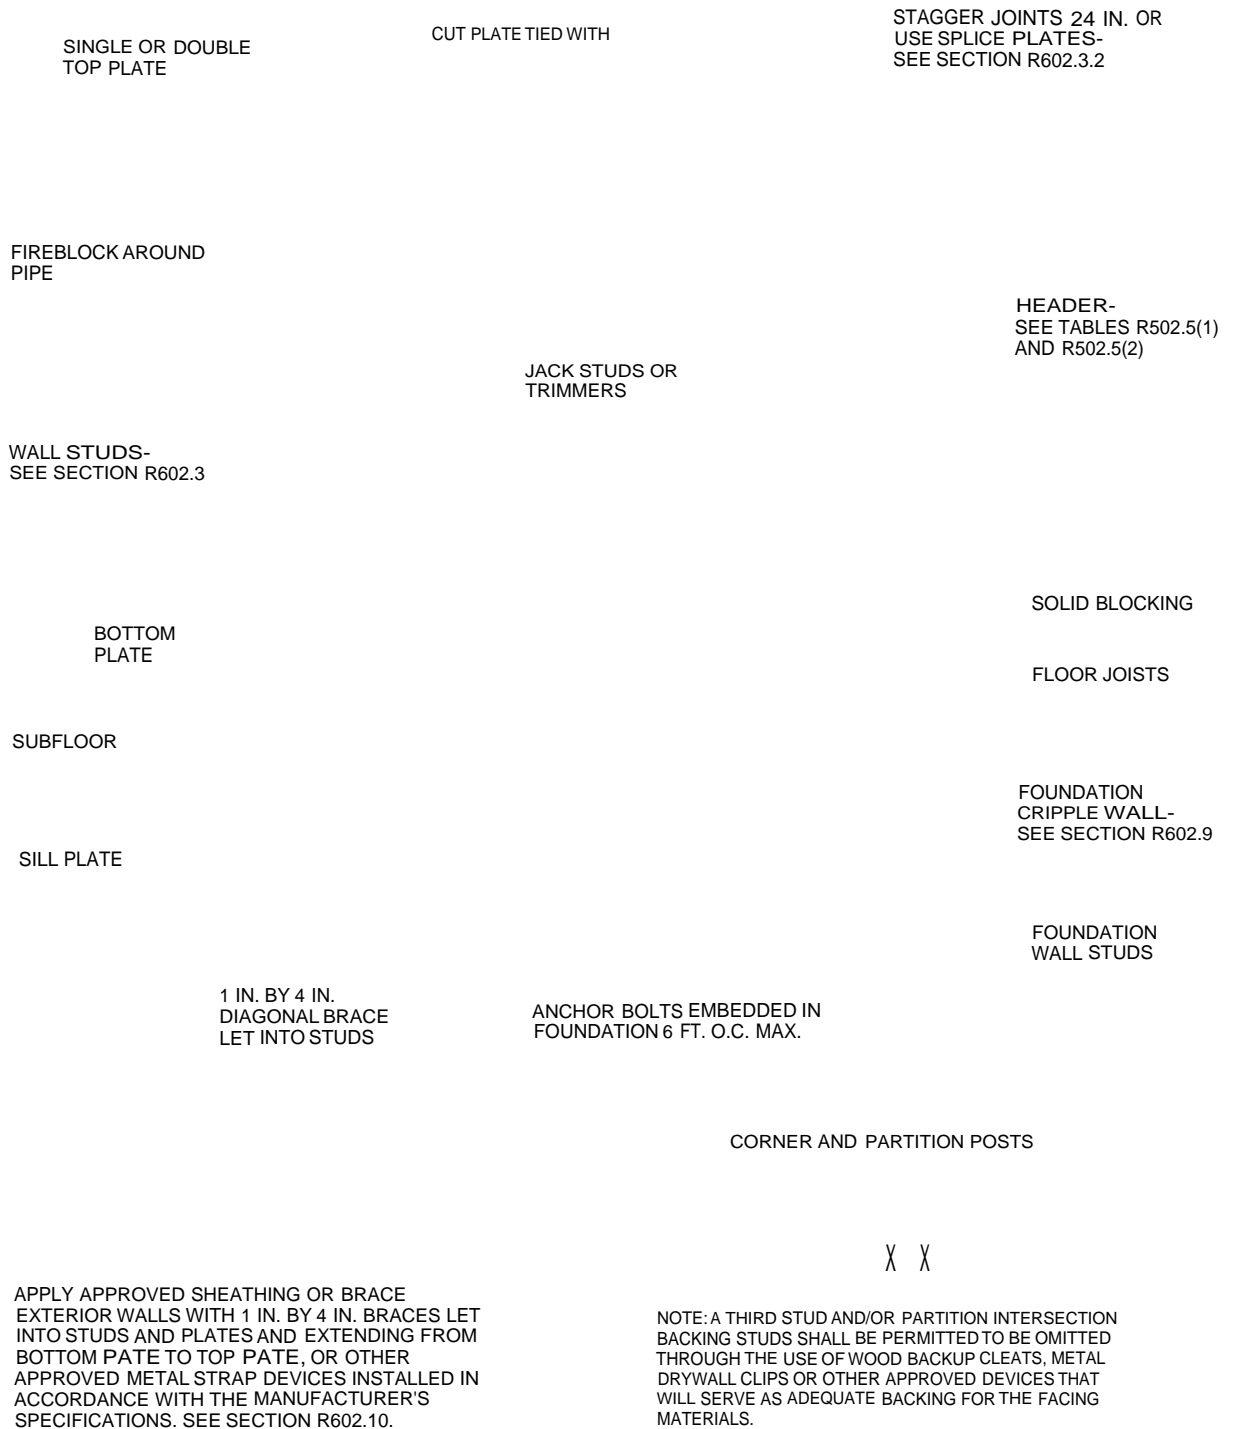 SINGLE OR DOUBLE
TOP PLATE
CUT PLATE TIED WITH
STAGGER JOINTS 24 IN. OR
USE SPLICE PLATES-
SEE SECTION R602.3.2
FIREBLOCK AROUND
PIPE
HEADER-
SEE TABLES R502.5(1)
AND R502.5(2)
JACK STUDS OR
TRIMMERS
WALL STUDS-
SEE SECTION R602.3
SOLID BLOCKING
BOTTOM
PLATE
FLOOR JOISTS
SUBFLOOR
FOUNDATION
CRIPPLE WALL-
SEE SECTION R602.9
SILL PLATE
FOUNDATION
WALL STUDS
1 IN. BY 4 IN.
DIAGONAL BRACE
LET INTO STUDS
ANCHOR BOLTS EMBEDDED IN
FOUNDATION 6 FT. O.C. MAX.
CORNER AND PARTITION POSTS
X X
APPLY APPROVED SHEATHING OR BRACE
EXTERIOR WALLS WITH 1 IN. BY 4 IN. BRACES LET
INTO STUDS AND PLATES AND EXTENDING FROM
BOTTOM PATE TO TOP PATE, OR OTHER
APPROVED METAL STRAP DEVICES INSTALLED IN
ACCORDANCE WITH THE MANUFACTURER'S
SPECIFICATIONS. SEE SECTION R602.10.
NOTE: A THIRD STUD AND/OR PARTITION INTERSECTION
BACKING STUDS SHALL BE PERMITTED TO BE OMITTED
THROUGH THE USE OF WOOD BACKUP CLEATS, METAL
DRYWALL CLIPS OR OTHER APPROVED DEVICES THAT
WILL SERVE AS ADEQUATE BACKING FOR THE FACING
MATERIALS.